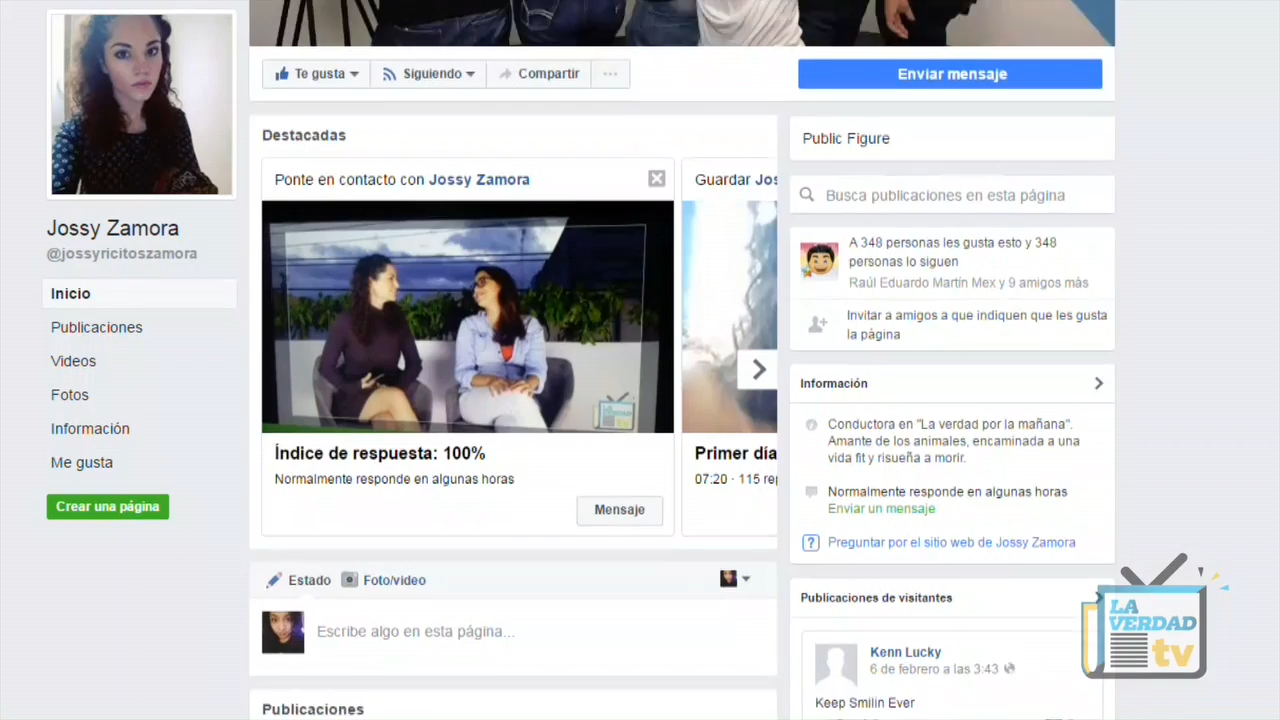 Te gusta
Siguiendo
Compartir
Enviar mensaje
Jossy Zamora
@jossyricitoszamora
Inicio
Publicaciones
Videos
Fotos
Información
Me gusta
Crear una página
Destacadas
Ponte en contacto con Jossy Zamora
LA
VERDAD
tv
Índice de respuesta: 100%
Normalmente responde en algunas horas
Mensaje
Guardar Jos
Primer día
07:20 · 115 rep
Estado
Foto/video
Escribe algo en esta página...
Publicaciones
Public Figure
Busca publicaciones en esta página
A 348 personas les gusta esto y 348
personas lo siguen
Raúl Eduardo Martín Mex y 9 amigos más
Invitar a amigos a que indiquen que les gusta
la página
Información
Conductora en "La verdad por la mañana".
Amante de los animales, encaminada a una
vida fit y risueña a morir.
Normalmente responde en algunas horas
Enviar un mensaje
Preguntar por el sitio web de Jossy Zamora
Publicaciones de visitantes
Kenn Lucky
6 de febrero a las 3:43
Keep Smilin Ever
LA
VERDAD
tv